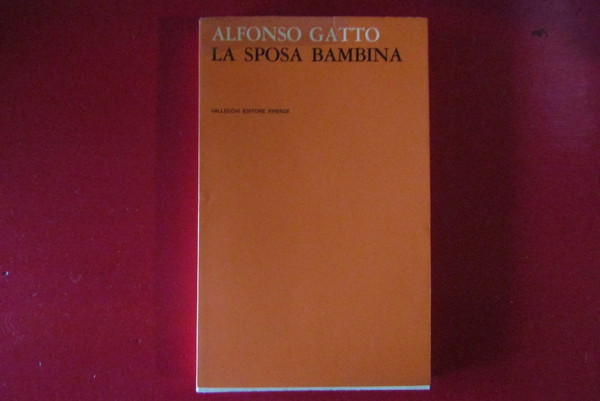 ALFONSO GATTO
LA SPOSA BAMBINA
VALLECCHI EDITORE FIRENZE